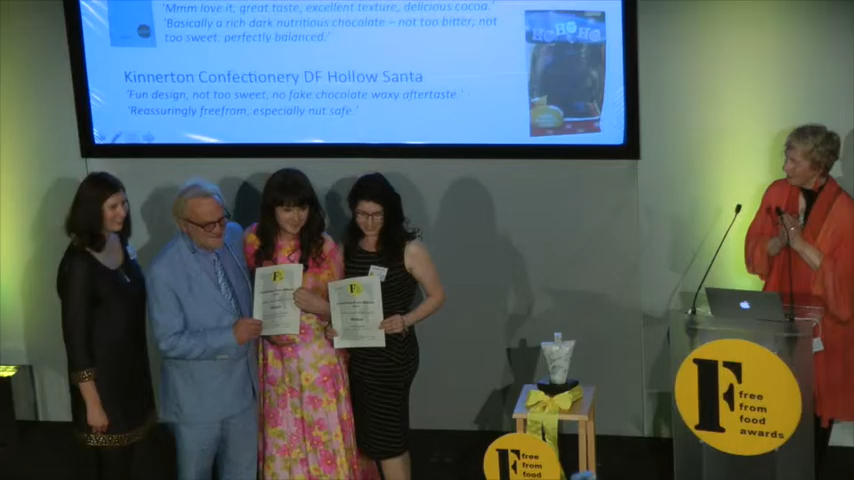 'Mmm love it, great taste, excellent texture, delicious cocoa.'
'Basically a rich dark nutritious chocolate – not too bitter; not
too sweet: perfectly balanced.'
Kinnerton Confectionery DF Hollow Santa
'Fun design, not too sweet, no fake chocolate waxy aftertaste.'
'Reassuringly freefrom, especially nut safe.'
HO HO HO
F
F
F free
from
food
awards
F free
from
food